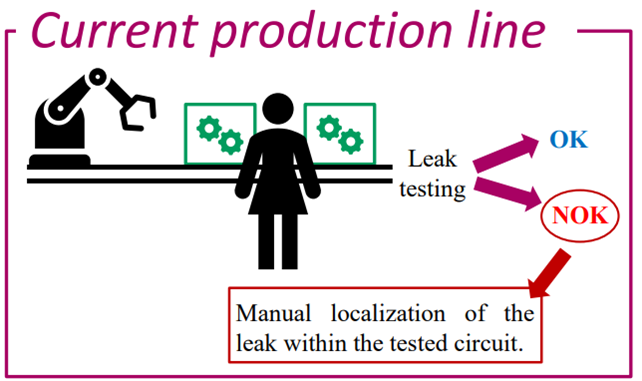 Current production line
Leak
testing
OK
NOK
Manual localization of the
leak within the tested circuit.